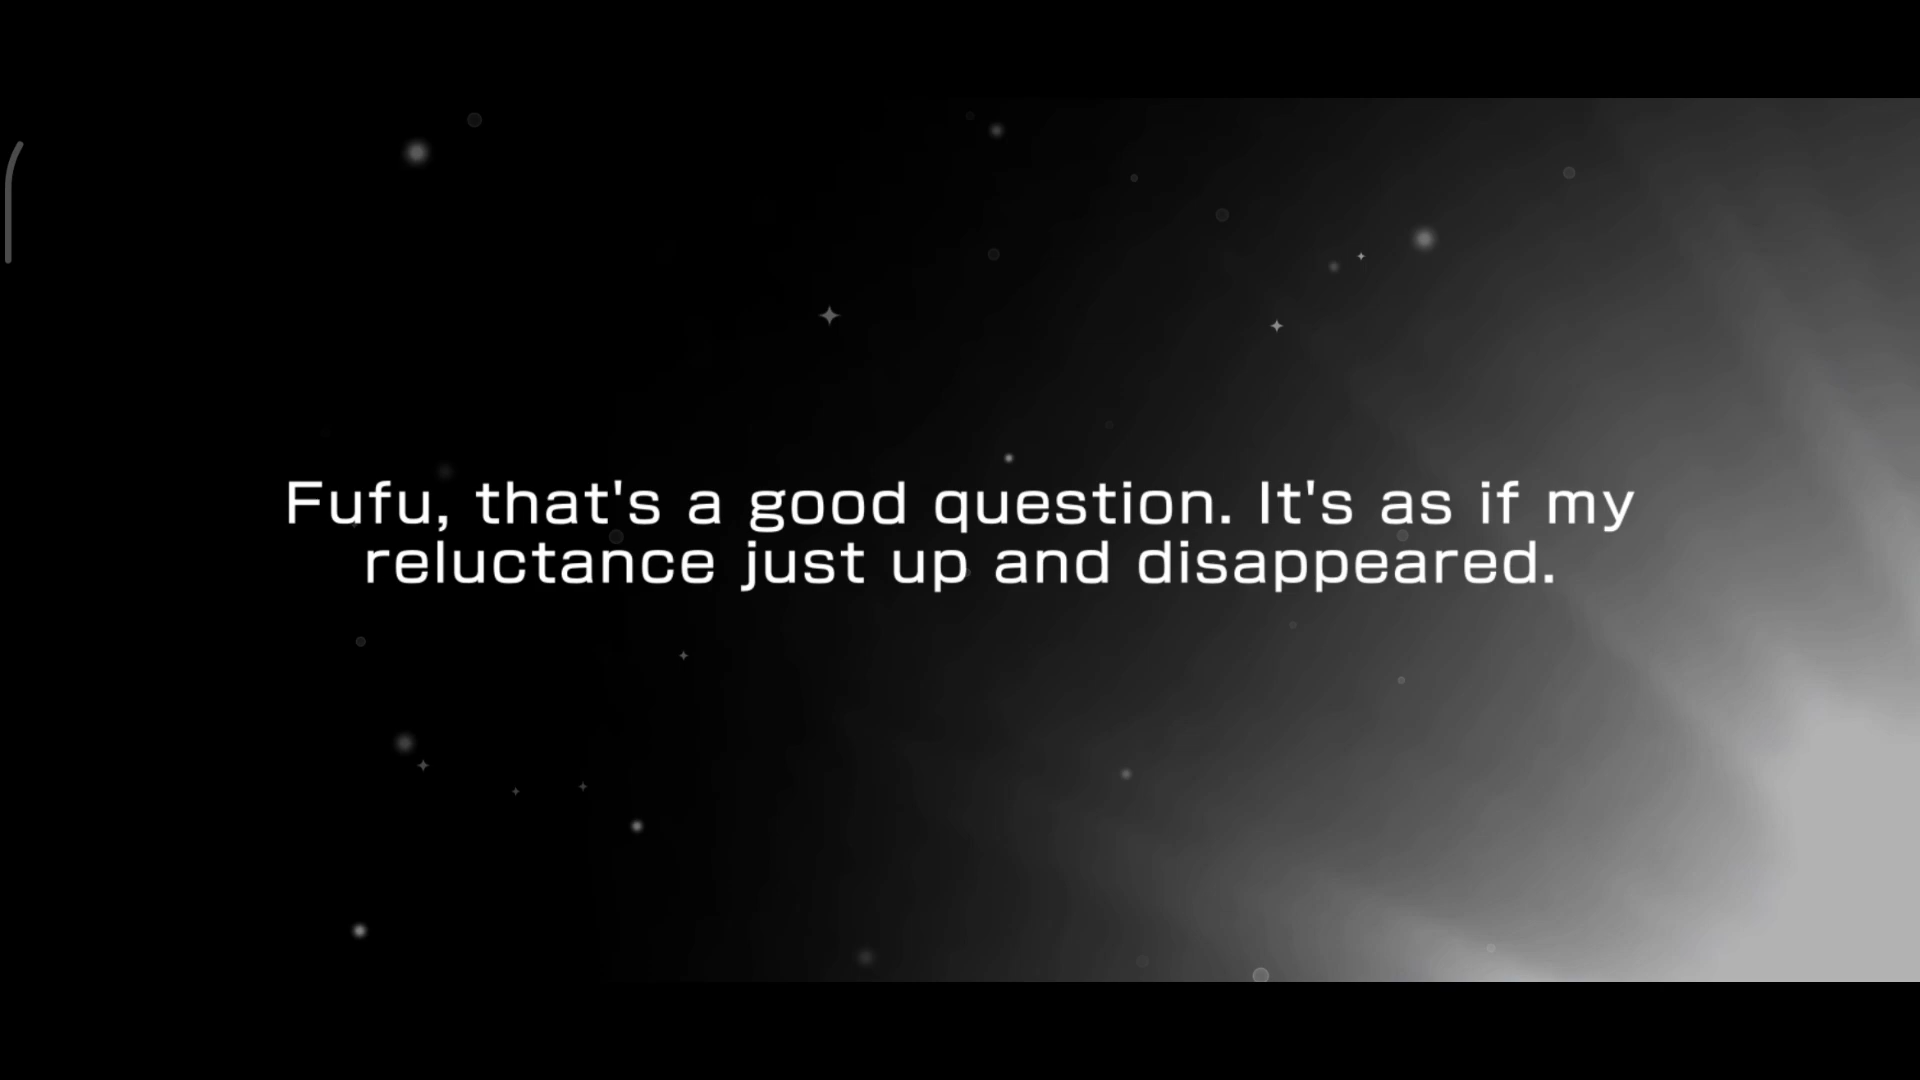 Fufu, that's a good question. It's as if my
reluctance just up and disappeared.